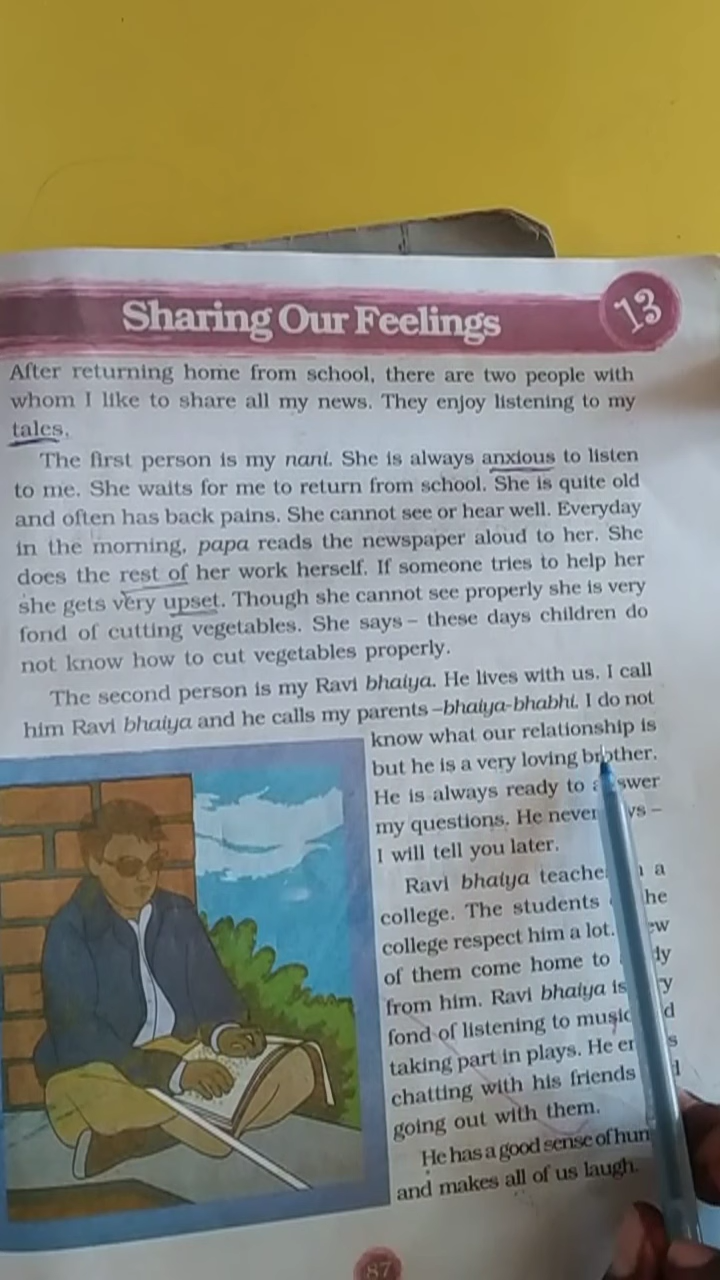 Sharing Our Feelings
13
After returning home from school, there are two people with
whom I like to share all my news. They enjoy listening to my
tales.
The first person is my nani. She is always anxious to listen
to me. She waits for me to return from school. She is quite old
and often has back pains. She cannot see or hear well. Everyday
in the morning, papa reads the newspaper aloud to her. She
does the rest of her work herself. If someone tries to help her
she gets very upset. Though she cannot see properly she is very
fond of cutting vegetables. She says – these days children do
not know how to cut vegetables properly.
The second person is my Ravi bhaiya. He lives with us. I call
him Ravi bhaiya and he calls my parents –bhaiya-bhabhi. I do not
know what our relationship is
but he is a very loving brother.
He is always ready to answer
my questions. He never –
I will tell you later.
Ravi bhaiya a
college. The students
college respect him a lot.
of them come home to
from him. Ravi bhaiya is
fond of listening to music
taking part in plays. He
chatting with his friends
going out with them.
He has a good sense of
and makes all of us laugh.
87